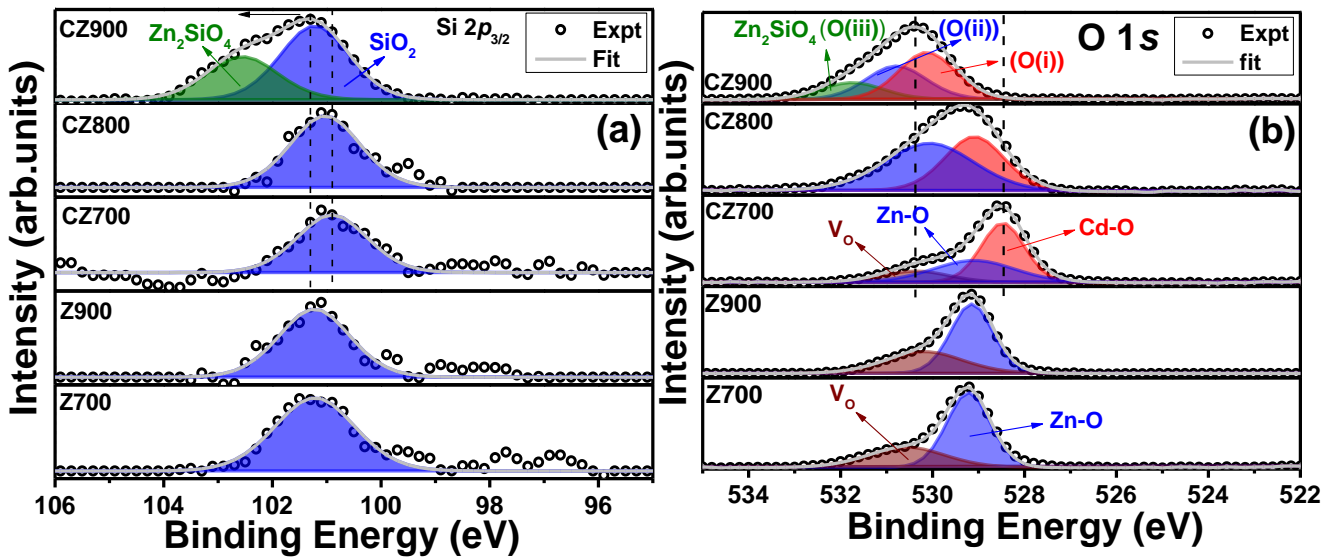 CZ900
Zn₂SiO₄
Si 2p₃/₂
SiO₂
Expt
Fit
CZ800
(a)
CZ700
Z900
Z700
106 104 102 100 98 96
Binding Energy (eV)
Intensity (arb.units)
Zn₂SiO₄ (O(iii))
(O(ii))
(O(i))
O 1s
Expt
fit
CZ900
CZ800
(b)
CZ700
Vₒ
Zn-O
Cd-O
Z900
Z700
Vₒ
Zn-O
534 532 530 528 526 524 522
Binding Energy (eV)
Intensity (arb.units)